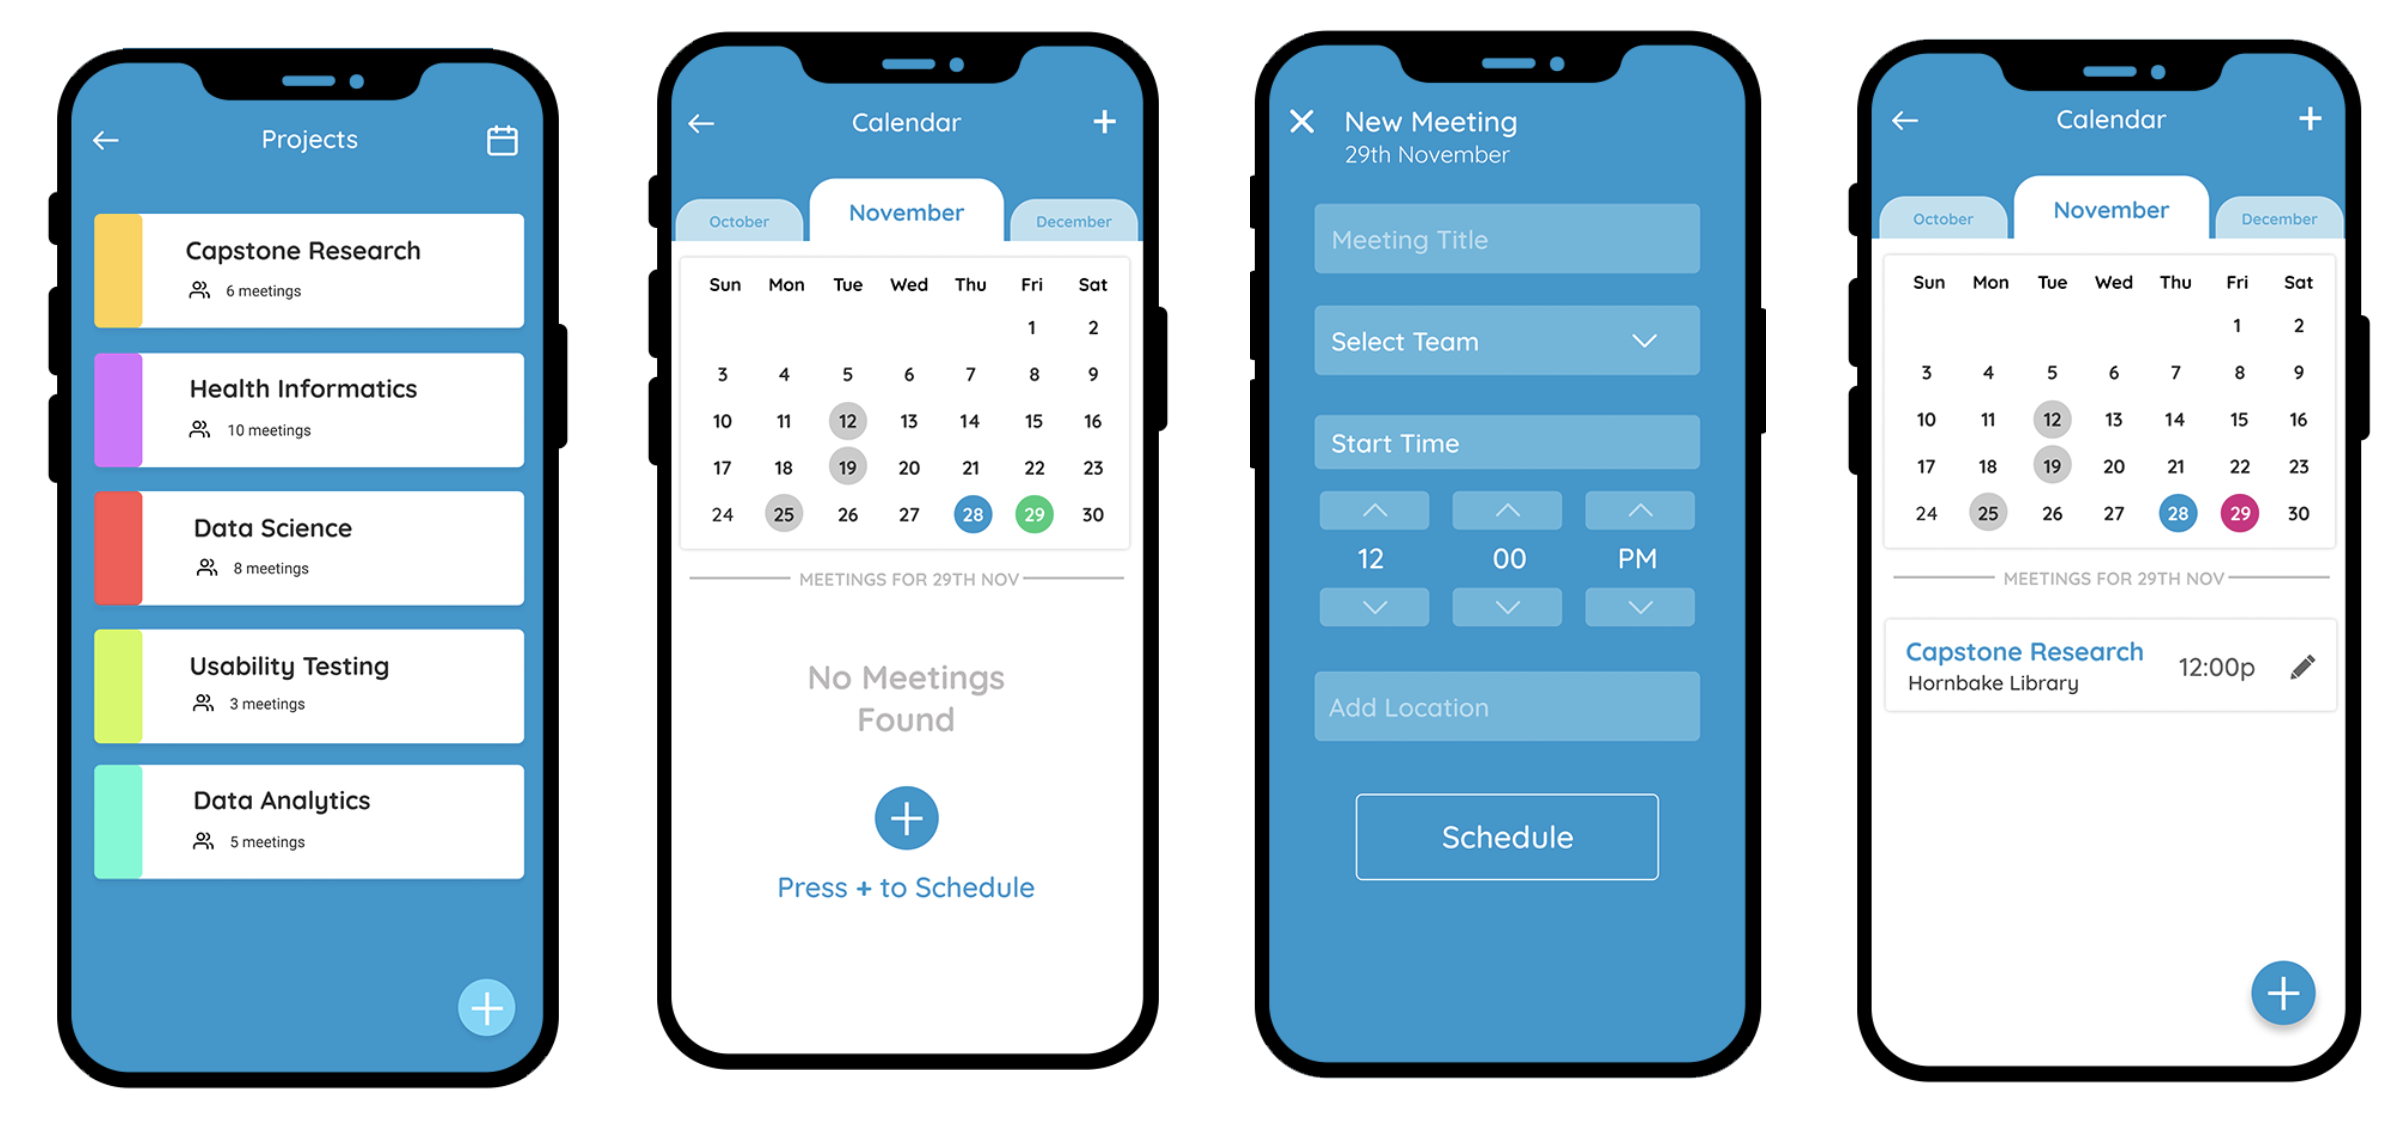 Projects
Capstone Research
6 meetings
Health Informatics
10 meetings
Data Science
8 meetings
Usability Testing
3 meetings
Data Analytics
5 meetings
Calendar
October November December
Sun Mon Tue Wed Thu Fri Sat
1 2
3 4 5 6 7 8 9
10 11 12 13 14 15 16
17 18 19 20 21 22 23
24 25 26 27 28 29 30
MEETINGS FOR 29TH NOV
No Meetings
Found
Press + to Schedule
New Meeting
29th November
Meeting Title
Select Team
Start Time
12 00 PM
Add Location
Schedule
Calendar
October November December
Sun Mon Tue Wed Thu Fri Sat
1 2
3 4 5 6 7 8 9
10 11 12 13 14 15 16
17 18 19 20 21 22 23
24 25 26 27 28 29 30
MEETINGS FOR 29TH NOV
Capstone Research 12:00p
Hornbake Library